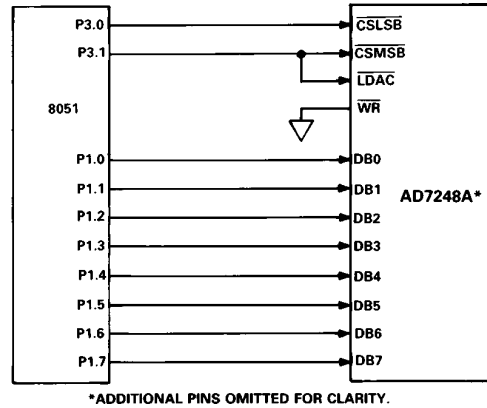 P3.0 CSLSB
P3.1 CSMSB
LDAC
8051 WR
P1.0 DB0
P1.1 DB1
AD7248A*
P1.2 DB2
P1.3 DB3
P1.4 DB4
P1.5 DB5
P1.6 DB6
P1.7 DB7
*ADDITIONAL PINS OMITTED FOR CLARITY.